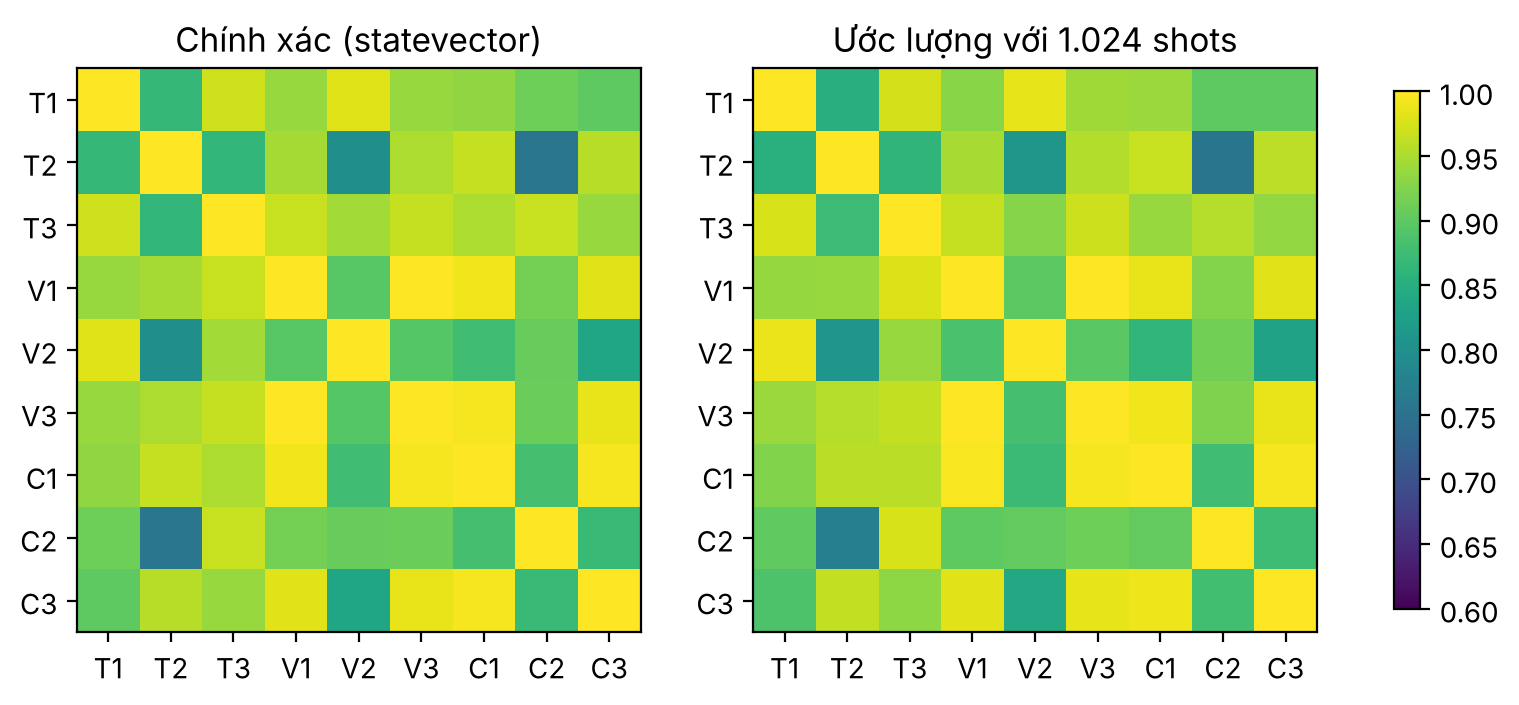 Chính xác (statevector)
T1
T2
T3
V1
V2
V3
C1
C2
C3
T1 T2 T3 V1 V2 V3 C1 C2 C3
Ước lượng với 1.024 shots
T1
T2
T3
V1
V2
V3
C1
C2
C3
T1 T2 T3 V1 V2 V3 C1 C2 C3
1.00
0.95
0.90
0.85
0.80
0.75
0.70
0.65
0.60